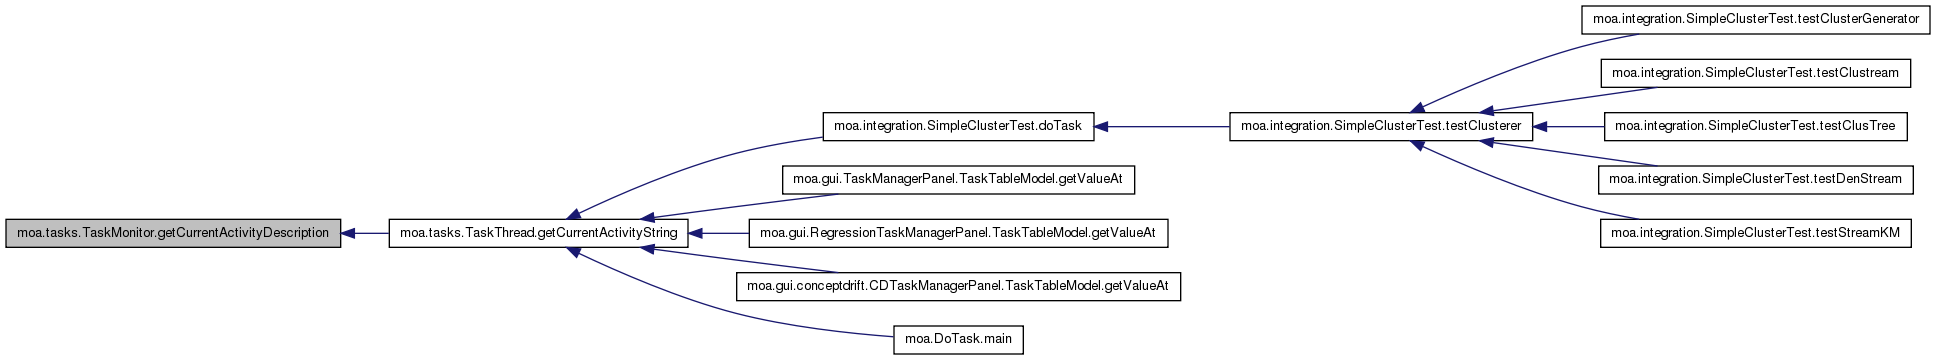 moa.integration.SimpleClusterTest.testClusterGenerator
moa.integration.SimpleClusterTest.testClustream
moa.integration.SimpleClusterTest.doTask
moa.integration.SimpleClusterTest.testClusterer
moa.integration.SimpleClusterTest.testClusTree
moa.gui.TaskManagerPanel.TaskTableModel.getValueAt
moa.integration.SimpleClusterTest.testDenStream
moa.tasks.TaskMonitor.getCurrentActivityDescription
moa.tasks.TaskThread.getCurrentActivityString
moa.gui.RegressionTaskManagerPanel.TaskTableModel.getValueAt
moa.integration.SimpleClusterTest.testStreamKM
moa.gui.conceptdrift.CDTaskManagerPanel.TaskTableModel.getValueAt
moa.DoTask.main